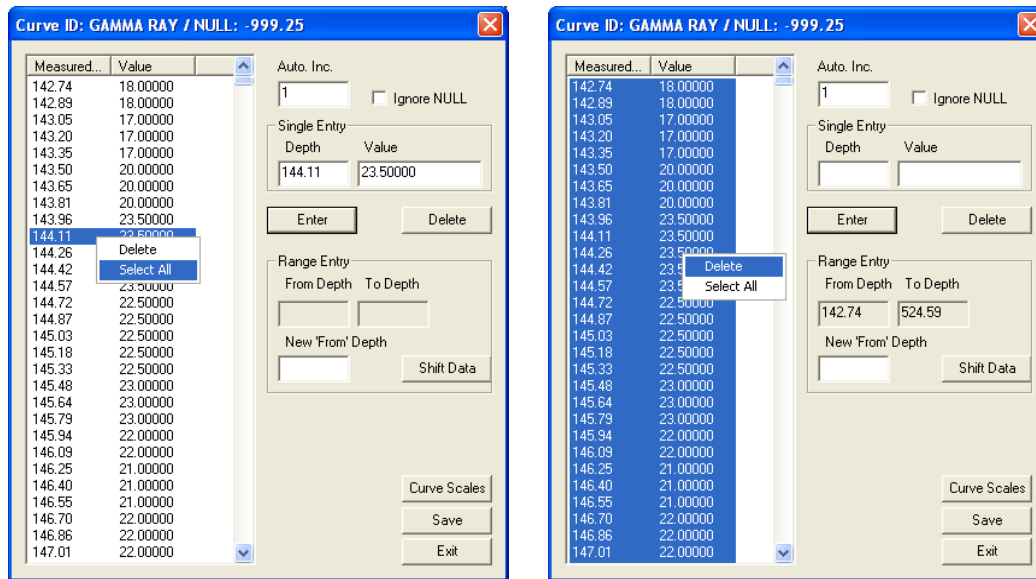 Curve ID: GAMMA RAY / NULL: -999.25
Measured... Value
142.74 18.00000
142.89 18.00000
143.05 17.00000
143.20 17.00000
143.35 17.00000
143.50 20.00000
143.65 20.00000
143.81 20.00000
143.96 23.50000
144.11 23.50000
144.26
144.42
144.57 23.50000
144.72 22.50000
144.87 22.50000
145.03 22.50000
145.18 22.50000
145.33 22.50000
145.48 23.00000
145.64 23.00000
145.79 23.00000
145.94 22.00000
146.09 22.00000
146.25 21.00000
146.40 21.00000
146.55 21.00000
146.70 22.00000
146.86 22.00000
147.01 22.00000
Delete
Select All
Auto. Inc.
1
Ignore NULL
Single Entry
Depth Value
144.11 23.50000
Enter Delete
Range Entry
From Depth To Depth
New 'From' Depth
Shift Data
Curve Scales
Save
Exit
Curve ID: GAMMA RAY / NULL: -999.25
Measured... Value
142.74 18.00000
142.89 18.00000
143.05 17.00000
143.20 17.00000
143.35 17.00000
143.50 20.00000
143.65 20.00000
143.81 20.00000
143.96 23.50000
144.11 23.50000
144.26 23.50000
144.42 23.5
144.57 23.5
144.72 22.50000
144.87 22.50000
145.03 22.50000
145.18 22.50000
145.33 22.50000
145.48 23.00000
145.64 23.00000
145.79 23.00000
145.94 22.00000
146.09 22.00000
146.25 21.00000
146.40 21.00000
146.55 21.00000
146.70 22.00000
146.86 22.00000
147.01 22.00000
Delete
Select All
Auto. Inc.
1
Ignore NULL
Single Entry
Depth Value
Enter Delete
Range Entry
From Depth To Depth
142.74 524.59
New 'From' Depth
Shift Data
Curve Scales
Save
Exit